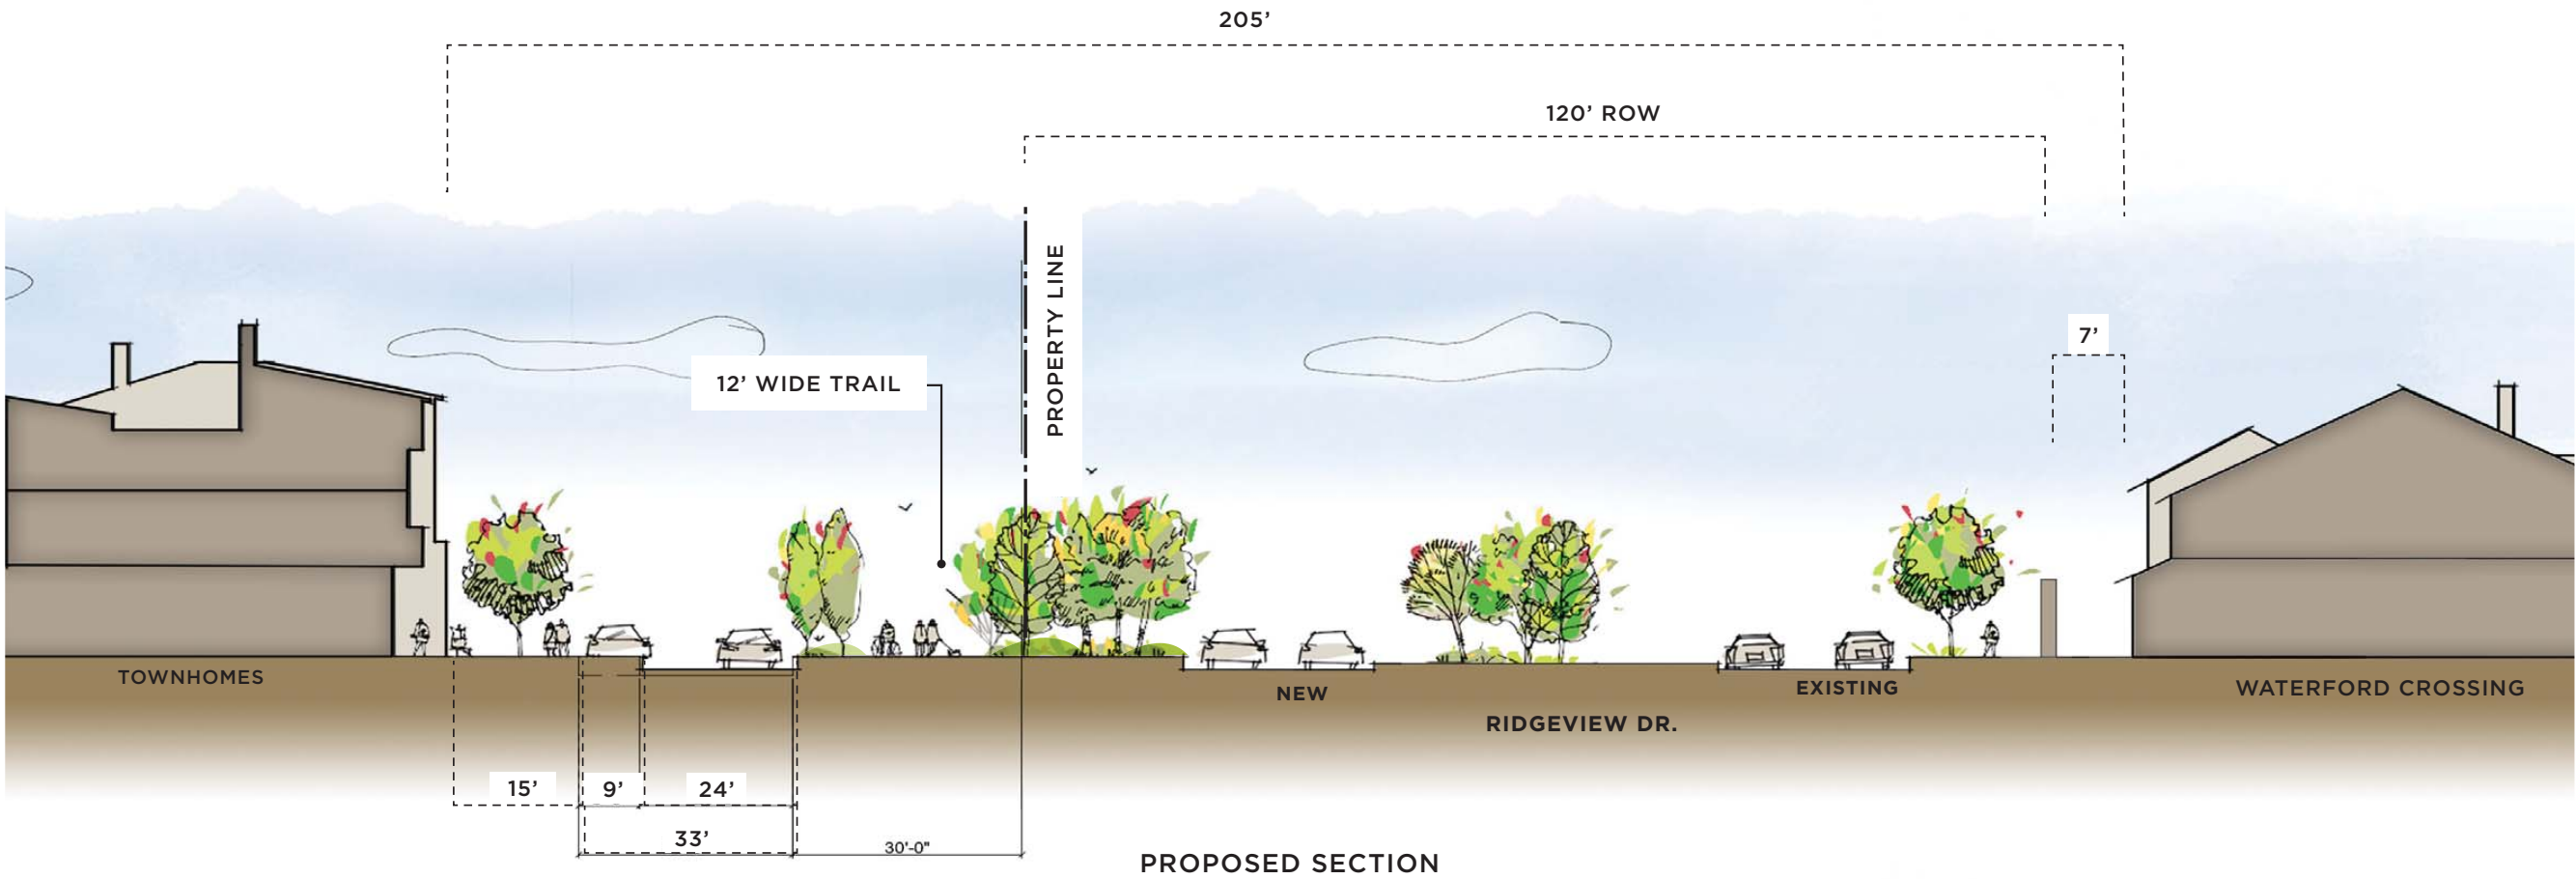 205’
120’ ROW
PROPERTY LINE
7’
12’ WIDE TRAIL
TOWNHOMES
NEW
EXISTING
WATERFORD CROSSING
RIDGEVIEW DR.
15’
9’
24’
33’
30'-0"
PROPOSED SECTION